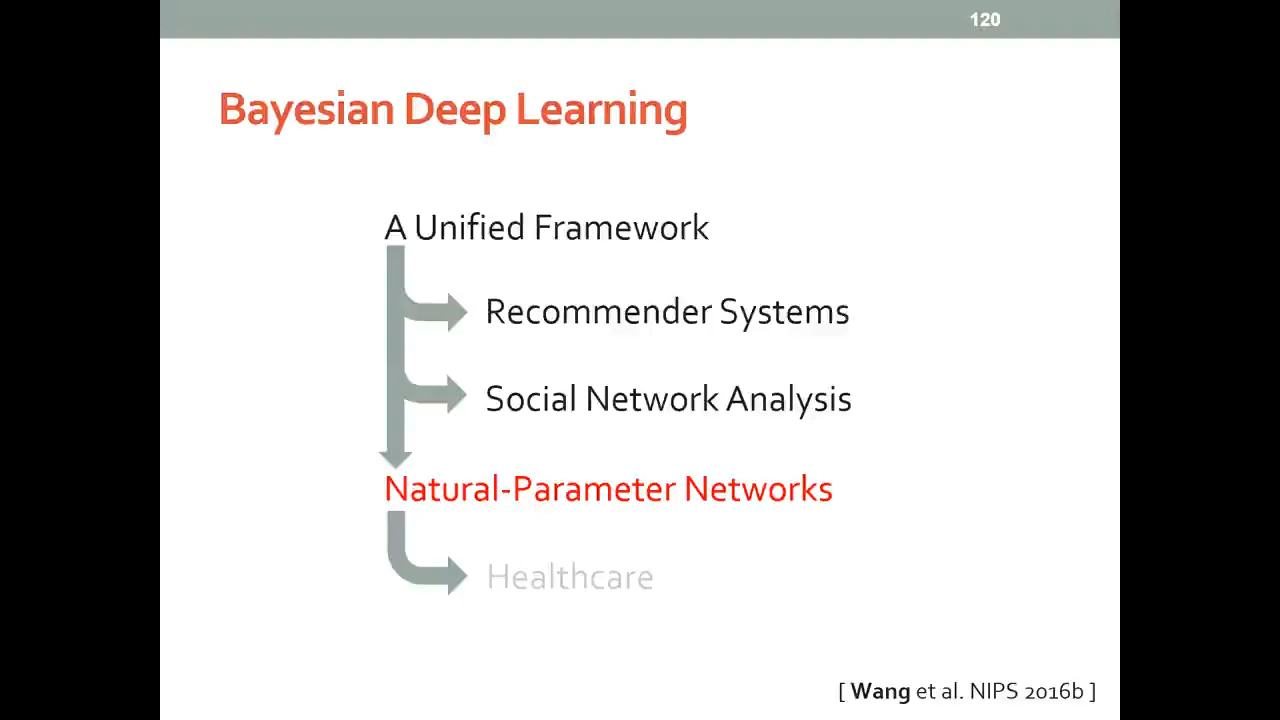 120
Bayesian Deep Learning
A Unified Framework
Recommender Systems
Social Network Analysis
Natural-Parameter Networks
Healthcare
[ Wang et al. NIPS 2016b ]